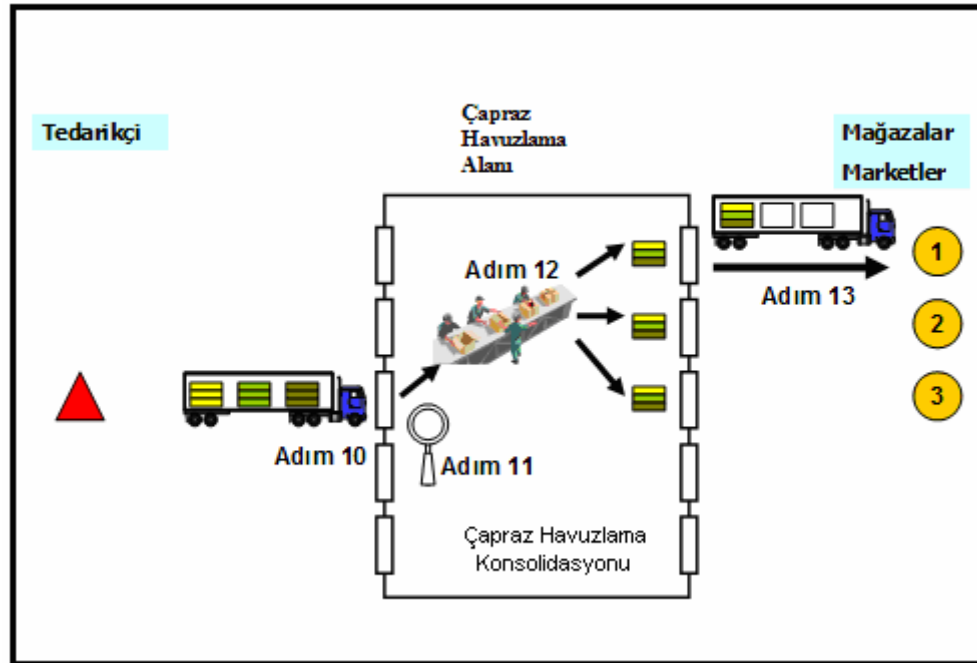 Tedarikçi
Çapraz
Havuzlama
Alanı
Mağazalar
Marketler
Adım 12
1
Adım 13
2
3
Adım 10
Adım 11
Çapraz Havuzlama
Konsolidasyonu